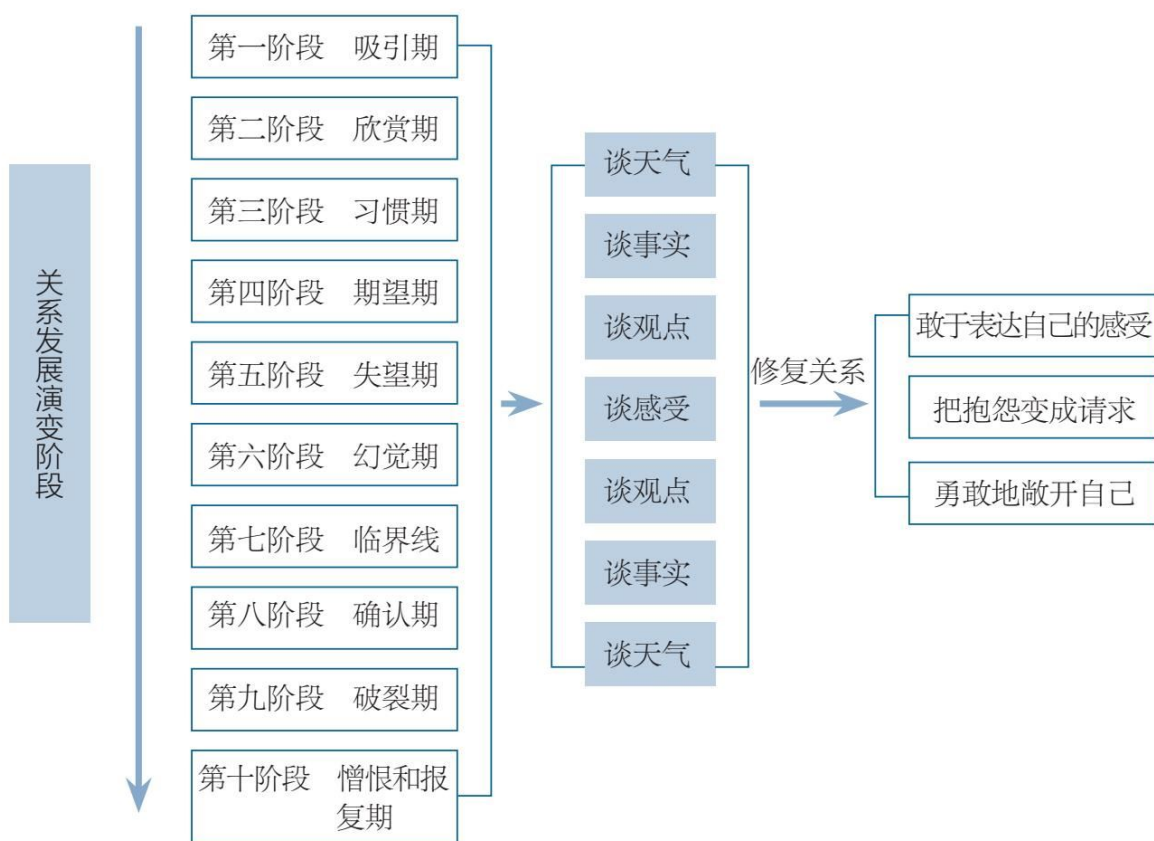 关系发展演变阶段
第一阶段 吸引期
第二阶段 欣赏期
第三阶段 习惯期
第四阶段 期望期
第五阶段 失望期
第六阶段 幻觉期
第七阶段 临界线
第八阶段 确认期
第九阶段 破裂期
第十阶段 憎恨和报
复期
谈天气
谈事实
谈观点
谈感受
谈观点
谈事实
谈天气
修复关系
敢于表达自己的感受
把抱怨变成请求
勇敢地敞开自己